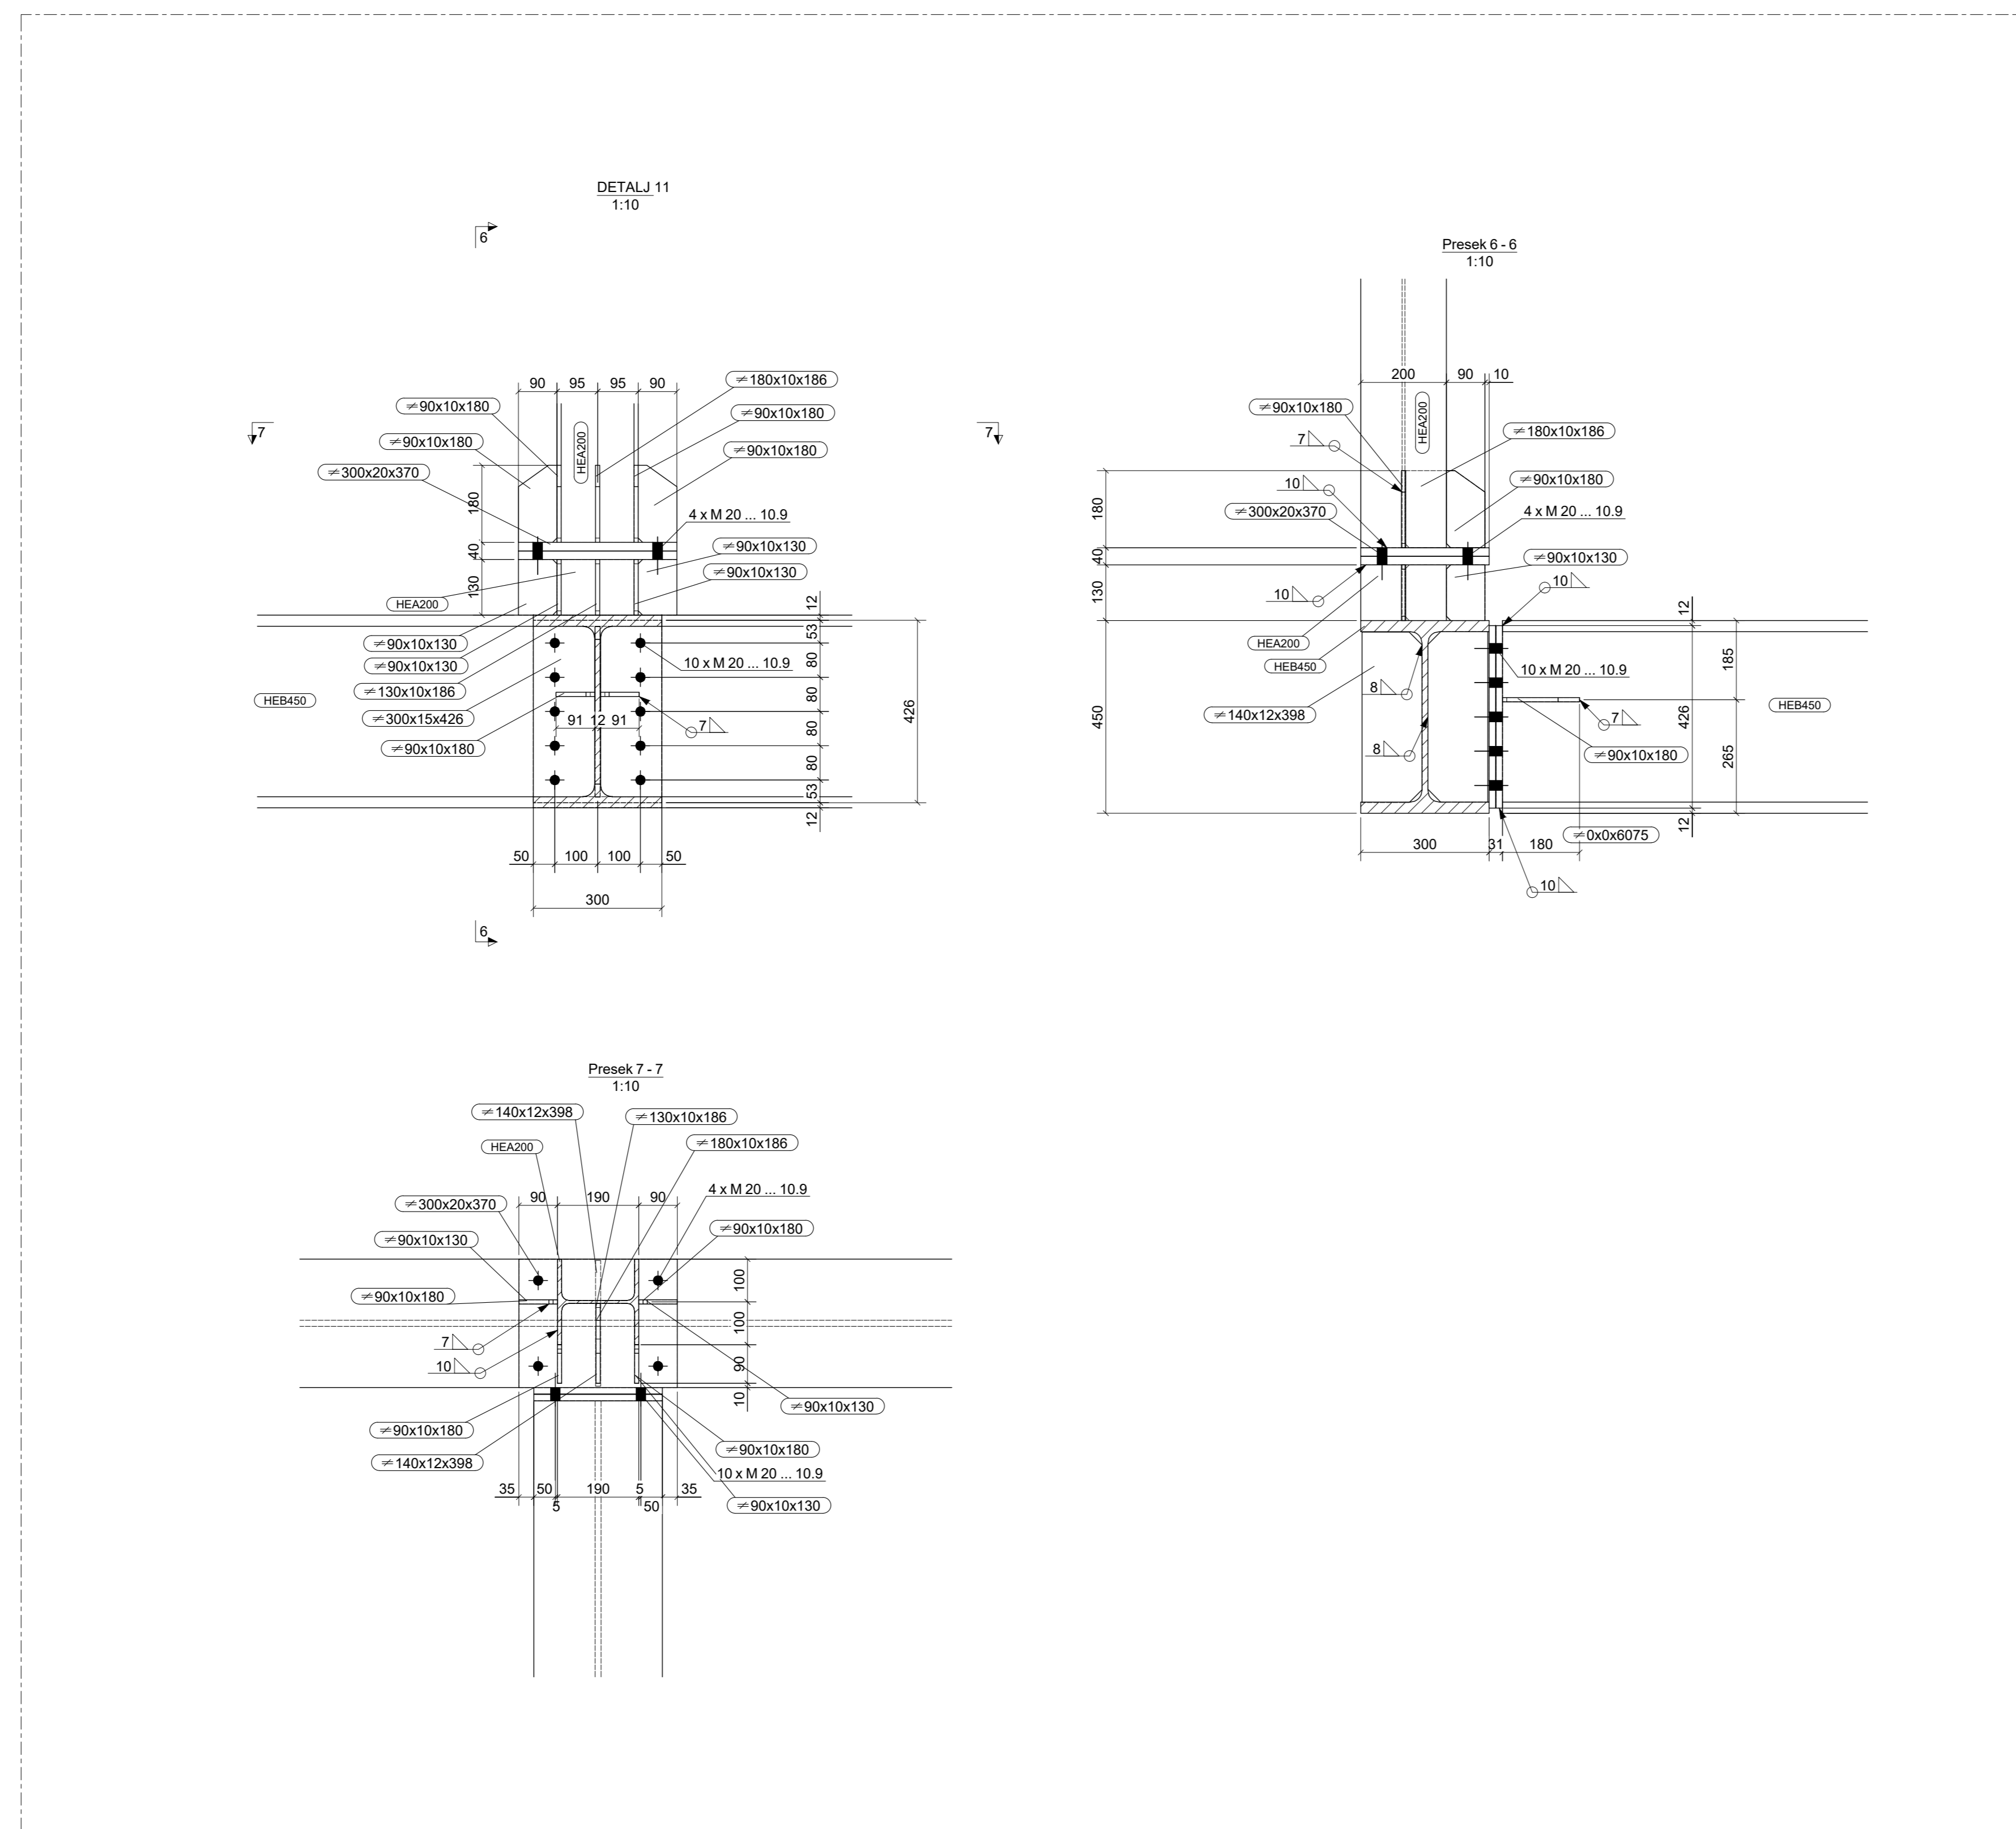 DETALJ 11
1:10
6
7
90
95
95
90
≠180x10x186
≠90x10x180
≠90x10x180
≠90x10x180
≠90x10x180
≠300x20x370
HEA200
180
40
130
4 x M 20 ... 10.9
≠90x10x130
≠90x10x130
HEA200
≠90x10x130
≠90x10x130
≠130x10x186
≠300x15x426
≠90x10x180
HEB450
10 x M 20 ... 10.9
91
12
91
7
12
53
80
80
80
80
53
12
426
50
100
100
50
300
6
Presek 6 - 6
1:10
7
200
90
10
≠90x10x180
7
10
≠300x20x370
HEA200
≠180x10x186
≠90x10x180
4 x M 20 ... 10.9
≠90x10x130
180
40
130
10
10
HEA200
HEB450
10 x M 20 ... 10.9
8
≠140x12x398
8
450
12
185
426
265
12
HEB450
7
≠90x10x180
≠0x0x6075
300
31
180
10
Presek 7 - 7
1:10
≠140x12x398
≠130x10x186
HEA200
≠180x10x186
90
190
90
4 x M 20 ... 10.9
≠300x20x370
≠90x10x180
≠90x10x130
≠90x10x180
7
10
100
100
90
10
≠90x10x130
≠90x10x180
≠140x12x398
≠90x10x180
10 x M 20 ... 10.9
≠90x10x130
35
50
5
190
5
50
35